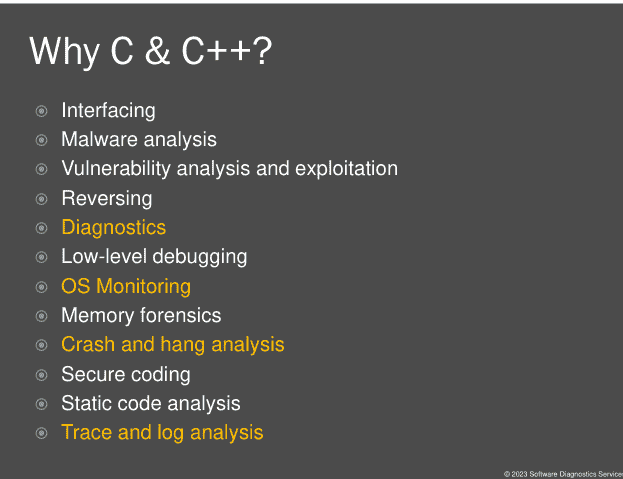 Why C & C++?
Interfacing
Malware analysis
Vulnerability analysis and exploitation
Reversing
Diagnostics
Low-level debugging
OS Monitoring
Memory forensics
Crash and hang analysis
Secure coding
Static code analysis
Trace and log analysis
© 2023 Software Diagnostics Services